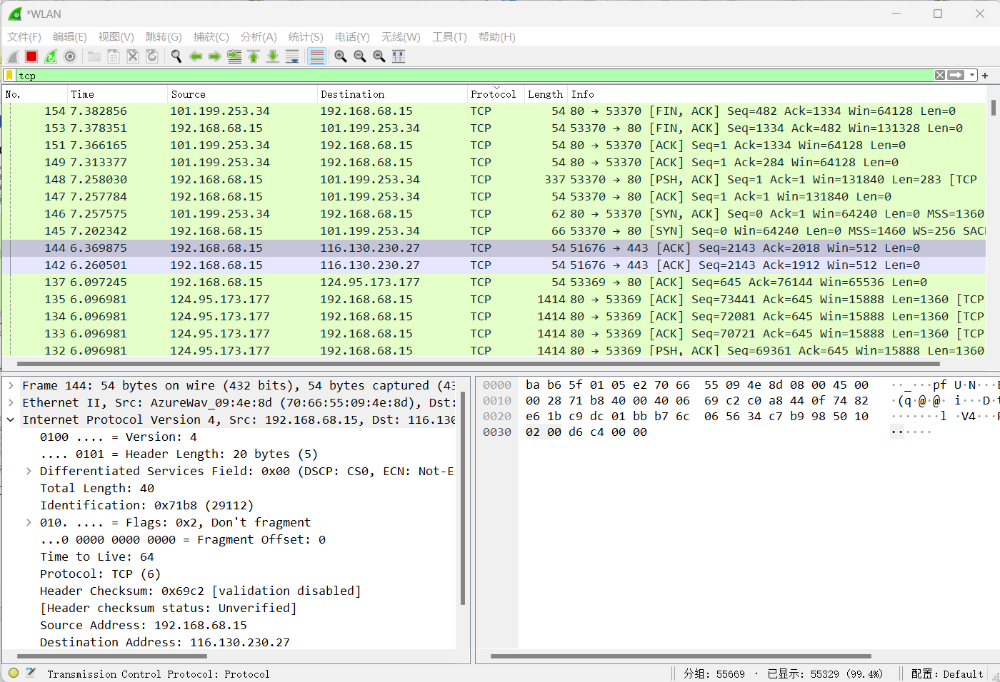 *WLAN
文件(F) 编辑(E) 视图(V) 跳转(G) 捕获(C) 分析(A) 统计(S) 电话(Y) 无线(W) 工具(T) 帮助(H)
tcp
No. Time Source Destination Protocol Length Info
154 7.382856 101.199.253.34 192.168.68.15 TCP 54 80 → 53370 [FIN, ACK] Seq=482 Ack=1334 Win=64128 Len=0
153 7.378351 192.168.68.15 101.199.253.34 TCP 54 53370 → 80 [FIN, ACK] Seq=1334 Ack=482 Win=131328 Len=0
151 7.366165 101.199.253.34 192.168.68.15 TCP 54 80 → 53370 [ACK] Seq=1 Ack=1334 Win=64128 Len=0
149 7.313377 101.199.253.34 192.168.68.15 TCP 54 80 → 53370 [ACK] Seq=1 Ack=284 Win=64128 Len=0
148 7.258030 192.168.68.15 101.199.253.34 TCP 337 53370 → 80 [PSH, ACK] Seq=1 Ack=1 Win=131840 Len=283 [TCP
147 7.257784 192.168.68.15 101.199.253.34 TCP 54 53370 → 80 [ACK] Seq=1 Ack=1 Win=131840 Len=0
146 7.257575 101.199.253.34 192.168.68.15 TCP 62 80 → 53370 [SYN, ACK] Seq=0 Ack=1 Win=64240 Len=0 MSS=1360
145 7.202342 192.168.68.15 101.199.253.34 TCP 66 53370 → 80 [SYN] Seq=0 Win=64240 Len=0 MSS=1460 WS=256 SAC
144 6.369875 192.168.68.15 116.130.230.27 TCP 54 51676 → 443 [ACK] Seq=2143 Ack=2018 Win=512 Len=0
142 6.260501 192.168.68.15 116.130.230.27 TCP 54 51676 → 443 [ACK] Seq=2143 Ack=1912 Win=512 Len=0
137 6.097245 192.168.68.15 124.95.173.177 TCP 54 53369 → 80 [ACK] Seq=645 Ack=76144 Win=65536 Len=0
135 6.096981 124.95.173.177 192.168.68.15 TCP 1414 80 → 53369 [ACK] Seq=73441 Ack=645 Win=15888 Len=1360 [TCP
134 6.096981 124.95.173.177 192.168.68.15 TCP 1414 80 → 53369 [ACK] Seq=72081 Ack=645 Win=15888 Len=1360 [TCP
133 6.096981 124.95.173.177 192.168.68.15 TCP 1414 80 → 53369 [ACK] Seq=70721 Ack=645 Win=15888 Len=1360 [TCP
132 6.096981 124.95.173.177 192.168.68.15 TCP 1414 80 → 53369 [PSH, ACK] Seq=69361 Ack=645 Win=15888 Len=1360
Frame 144: 54 bytes on wire (432 bits), 54 bytes captured (43
Ethernet II, Src: AzureWav_09:4e:8d (70:66:55:09:4e:8d), Dst:
Internet Protocol Version 4, Src: 192.168.68.15, Dst: 116.130
0100 .... = Version: 4
.... 0101 = Header Length: 20 bytes (5)
Differentiated Services Field: 0x00 (DSCP: CS0, ECN: Not-E
Total Length: 40
Identification: 0x71b8 (29112)
010. .... = Flags: 0x2, Don't fragment
...0 0000 0000 0000 = Fragment Offset: 0
Time to Live: 64
Protocol: TCP (6)
Header Checksum: 0x69c2 [validation disabled]
[Header checksum status: Unverified]
Source Address: 192.168.68.15
Destination Address: 116.130.230.27
0000 ba b6 5f 01 05 e2 70 66 55 09 4e 8d 08 00 45 00 ··_···pf U·N···E
0010 00 28 71 b8 40 00 40 06 69 c2 c0 a8 44 0f 74 82 ·(q·@·@· i···D·t
0020 e6 1b c9 dc 01 bb b7 6c 06 56 34 c7 b9 98 50 10 ·······l ·V4···P
0030 02 00 d6 c4 00 00 ······
Transmission Control Protocol: Protocol
分组: 55669 · 已显示: 55329 (99.4%)
配置: Default